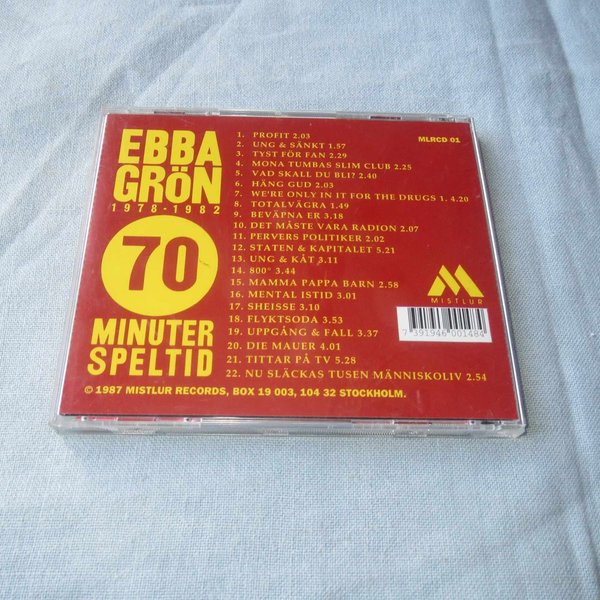 EBBA
GRÖN
1978-1982
70
MINUTER
SPELTID
MLRCD 01
1. PROFIT 2.03
2. UNG & SÄNKT 1.57
3. TYST FÖR FAN 2.29
4. MONA TUMBAS SLIM CLUB 2.25
5. VAD SKALL DU BLI? 2.40
6. HÄNG GUD 2.03
7. WE'RE ONLY IN IT FOR THE DRUGS 1. 4.20
8. TOTALVÄGRA 1.49
9. BEVÄPNA ER 3.18
10. DET MÅSTE VARA RADION 2.07
11. PERVERS POLITIKER 2.02
12. STATEN & KAPITALET 5.21
13. UNG & KÅT 3.11
14. 800° 3.44
15. MAMMA PAPPA BARN 2.58
16. MENTAL ISTID 3.01
17. SHEISSE 3.10
18. FLYKTSODA 3.53
19. UPPGÅNG & FALL 3.37
20. DIE MAUER 4.01
21. TITTAR PÅ TV 5.28
22. NU SLÄCKAS TUSEN MÄNNISKOLIV 2.54
MISTLUR
7 391946 001484
© 1987 MISTLUR RECORDS, BOX 19 003, 104 32 STOCKHOLM.